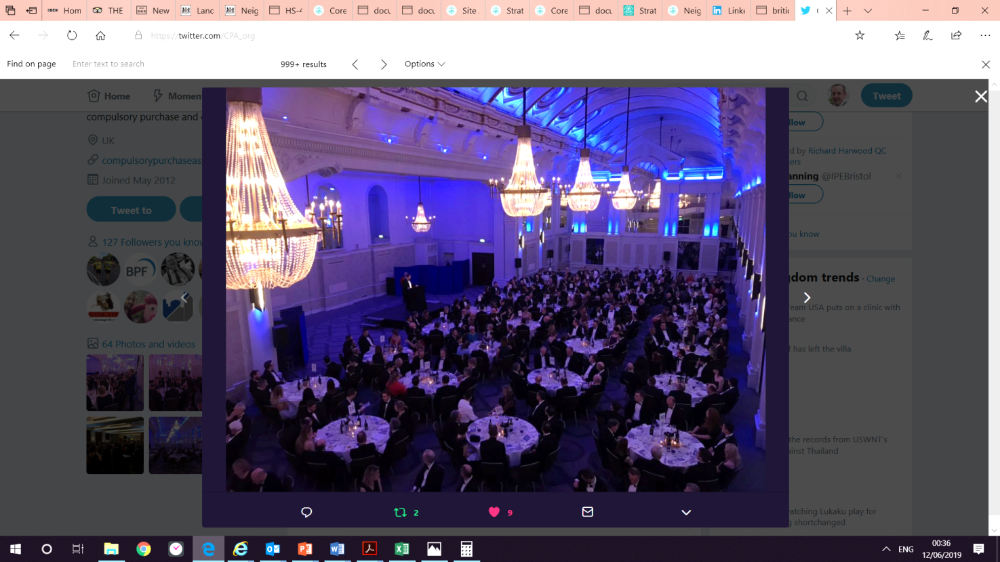 Hom
THE
New
Lanc
Neig
HS-4
Core
docu
docu
Site
Strat
Core
docu
Strat
Neig
Linke
britic
https://twitter.com/CPA_org
Find on page
Enter text to search
999+ results
Options
Home
Momen
Tweet
compulsory purchase and
UK
compulsorypurchaseas
Joined May 2012
Tweet to
127 Followers you know
BPF
64 Photos and videos
llow
d by Richard Harwood QC
ers
anning @IPEBristol
llow
ou know
gdom trends · Change
Team USA puts on a clinic with
ance
f has left the villa
the records from USWNT's
ainst Thailand
vatching Lukaku play for
g shortchanged
2
9
ENG
00:36
12/06/2019